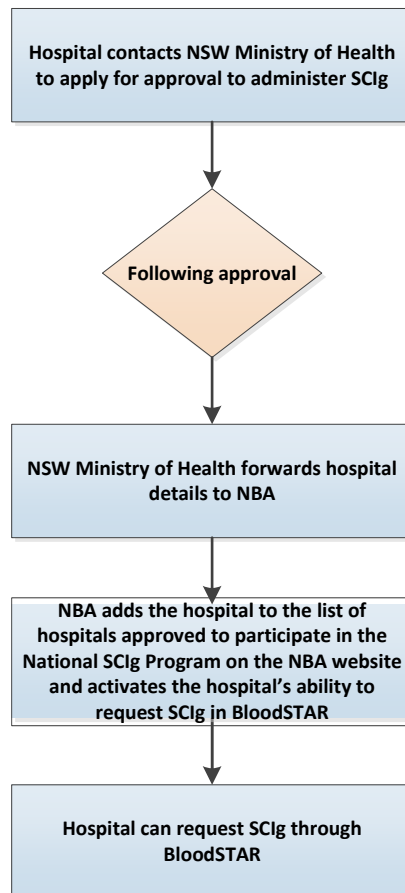 Hospital contacts NSW Ministry of Health
to apply for approval to administer SCIg
Following approval
NSW Ministry of Health forwards hospital
details to NBA
NBA adds the hospital to the list of
hospitals approved to participate in the
National SCIg Program on the NBA website
and activates the hospital’s ability to
request SCIg in BloodSTAR
Hospital can request SCIg through
BloodSTAR